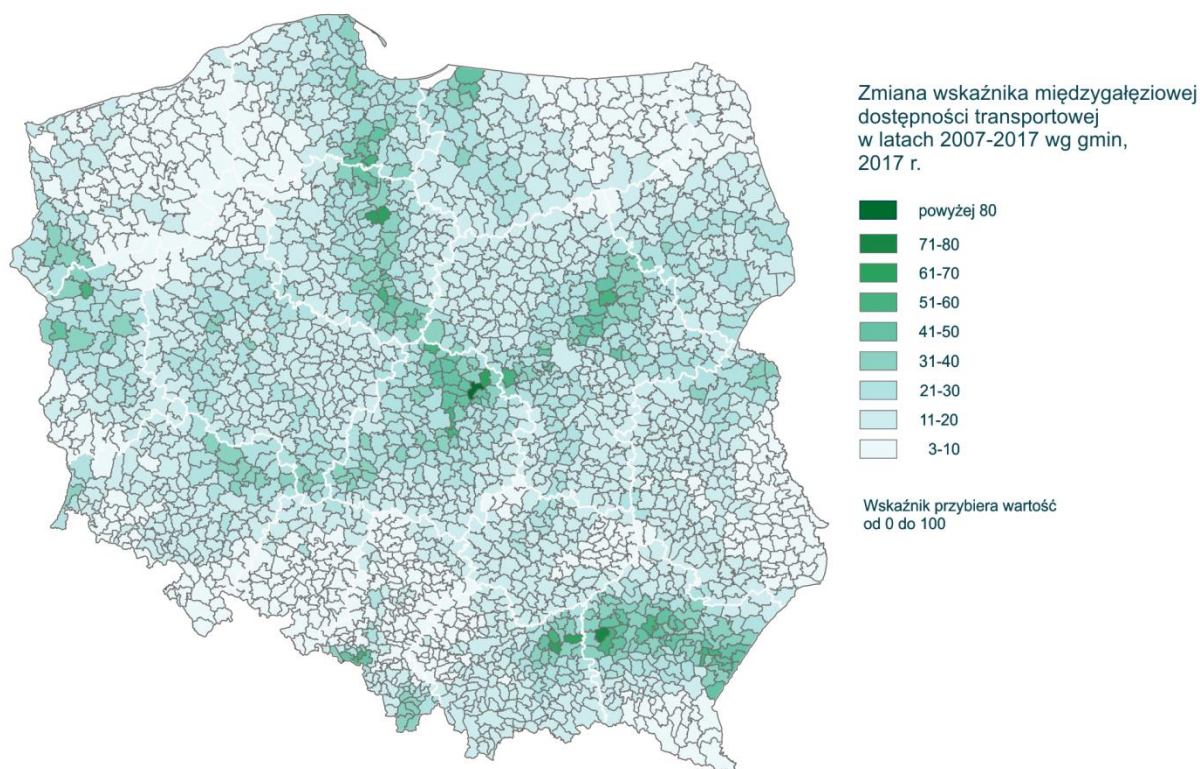 Zmiana wskaźnika międzygałęziowej
dostępności transportowej
w latach 2007-2017 wg gmin,
2017 r.
powyżej 80
71-80
61-70
51-60
41-50
31-40
21-30
11-20
3-10
Wskaźnik przybiera wartość
od 0 do 100